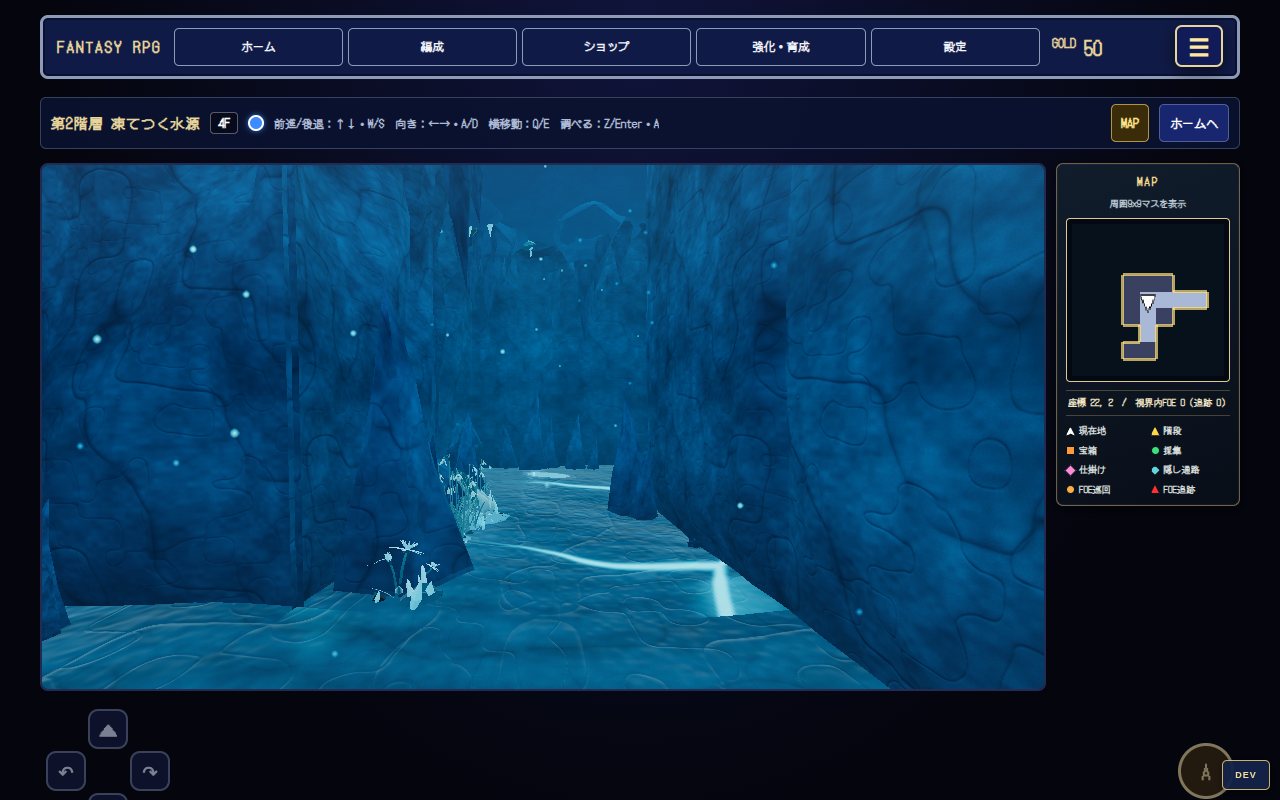 FANTASY RPG
ホーム
編成
ショップ
強化・育成
設定
GOLD 50
第2階層 凍てつく水源
4F
前進/後退：↑↓・W/S 向き：←→・A/D 横移動：Q/E 調べる：Z/Enter・A
MAP
ホームへ
MAP
周囲9x9マスを表示
座標 22, 2 / 視界内FOE 0 (追跡 0)
現在地
階段
宝箱
採集
仕掛け
隠し通路
FOE巡回
FOE追跡
A
DEV